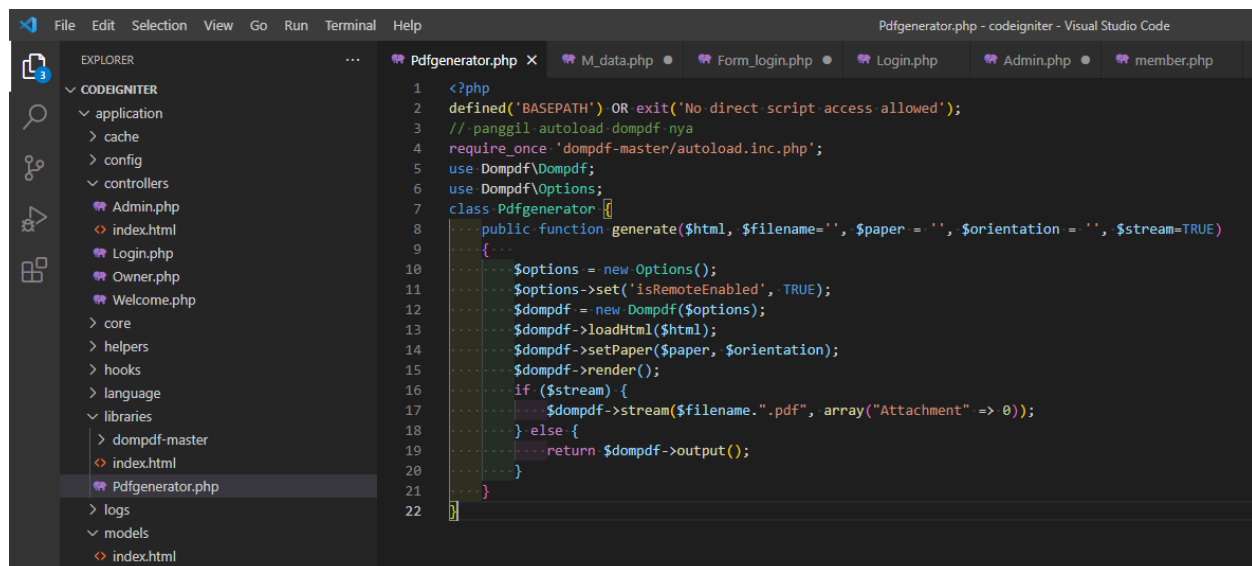 File Edit Selection View Go Run Terminal Help
Pdfgenerator.php - codeigniter - Visual Studio Code
EXPLORER
Pdfgenerator.php M_data.php Form_login.php Login.php Admin.php member.php
3
CODEIGNITER
application
cache
config
controllers
Admin.php
index.html
Login.php
Owner.php
Welcome.php
core
helpers
hooks
language
libraries
dompdf-master
index.html
Pdfgenerator.php
logs
models
index.html
1 <?php
2 defined('BASEPATH') OR exit('No direct script access allowed');
3 // panggil autoload dompdf nya
4 require_once 'dompdf-master/autoload.inc.php';
5 use Dompdf\Dompdf;
6 use Dompdf\Options;
7 class Pdfgenerator {
8 public function generate($html, $filename='', $paper = '', $orientation = '', $stream=TRUE)
9 {
10 $options = new Options();
11 $options->set('isRemoteEnabled', TRUE);
12 $dompdf = new Dompdf($options);
13 $dompdf->loadHtml($html);
14 $dompdf->setPaper($paper, $orientation);
15 $dompdf->render();
16 if ($stream) {
17 $dompdf->stream($filename.".pdf", array("Attachment" => 0));
18 } else {
19 return $dompdf->output();
20 }
21 }
22 }